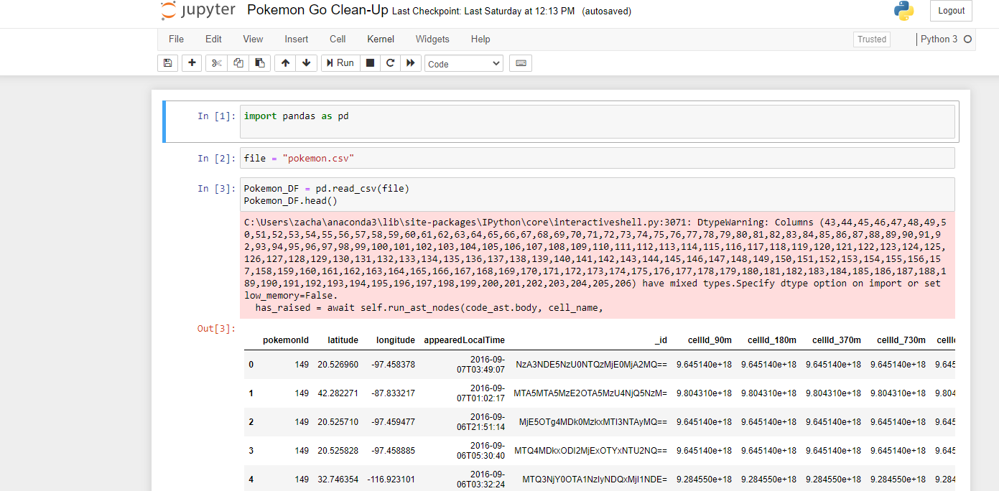 jupyter Pokemon Go Clean-Up Last Checkpoint: Last Saturday at 12:13 PM (autosaved) Logout
File Edit View Insert Cell Kernel Widgets Help Trusted Python 3
Run Code
In [1]: import pandas as pd
In [2]: file = "pokemon.csv"
In [3]: Pokemon_DF = pd.read_csv(file)
Pokemon_DF.head()
C:\Users\zacha\anaconda3\lib\site-packages\IPython\core\interactiveshell.py:3071: DtypeWarning: Columns (43,44,45,46,47,48,49,5
0,51,52,53,54,55,56,57,58,59,60,61,62,63,64,65,66,67,68,69,70,71,72,73,74,75,76,77,78,79,80,81,82,83,84,85,86,87,88,89,90,91,9
2,93,94,95,96,97,98,99,100,101,102,103,104,105,106,107,108,109,110,111,112,113,114,115,116,117,118,119,120,121,122,123,124,125,
126,127,128,129,130,131,132,133,134,135,136,137,138,139,140,141,142,143,144,145,146,147,148,149,150,151,152,153,154,155,156,15
7,158,159,160,161,162,163,164,165,166,167,168,169,170,171,172,173,174,175,176,177,178,179,180,181,182,183,184,185,186,187,188,1
89,190,191,192,193,194,195,196,197,198,199,200,201,202,203,204,205,206) have mixed types.Specify dtype option on import or set
low_memory=False.
has_raised = await self.run_ast_nodes(code_ast.body, cell_name,
Out[3]:
pokemonId latitude longitude appearedLocalTime _id cellId_90m cellId_180m cellId_370m cellId_730m cellI
0 149 20.526960 -97.458378 2016-09-07T03:49:07 NzA3NDE5NzU0NTQzMjE0MjA2MQ== 9.645140e+18 9.645140e+18 9.645140e+18 9.645140e+18 9.645
1 149 42.282271 -87.833217 2016-09-07T01:02:17 MTA5MTA5MzE2OTA5MzU4NjQ5NzM= 9.804310e+18 9.804310e+18 9.804310e+18 9.804310e+18 9.804
2 149 20.525710 -97.459477 2016-09-06T21:51:14 MjE5OTg4MDk0MzkxMTI3NTAyMQ== 9.645140e+18 9.645140e+18 9.645140e+18 9.645140e+18 9.645
3 149 20.525828 -97.458885 2016-09-06T05:30:40 MTQ4MDkxODI2MjExOTYxNTU2NQ== 9.645140e+18 9.645140e+18 9.645140e+18 9.645140e+18 9.645
4 149 32.746354 -116.923101 2016-09-06T03:32:24 MTQ3NjY0OTA1NzIyNDQxMjI1NDE= 9.284550e+18 9.284550e+18 9.284550e+18 9.284550e+18 9.284